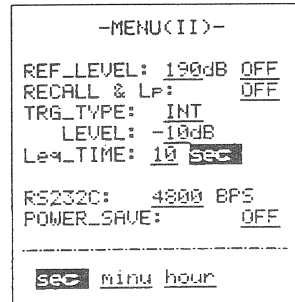 -MENU(II)-
REF_LEVEL: 190dB OFF
RECALL & Lp: OFF
TRG_TYPE: INT
LEVEL: -10dB
Leq_TIME: 10 sec
RS232C: 4800 BPS
POWER_SAVE: OFF
sec minu hour